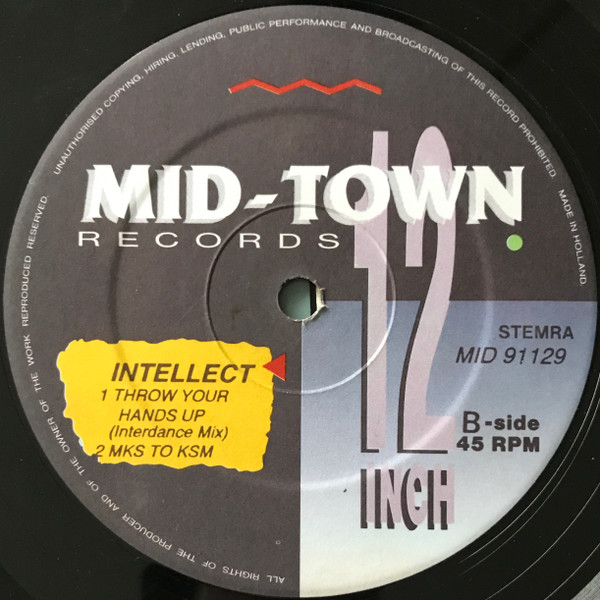 ALL RIGHTS OF THE PRODUCER AND OF THE OWNER OF THE WORK REPRODUCED RESERVED. UNAUTHORISED COPYING, HIRING, LENDING, PUBLIC PERFORMANCE AND BROADCASTING OF THIS RECORD PROHIBITED. MADE IN HOLLAND.
MID-TOWN
RECORDS
12
INCH
STEMRA
MID 91129
B-side
45 RPM
INTELLECT
1 THROW YOUR
HANDS UP
(Interdance Mix)
2 MKS TO KSM